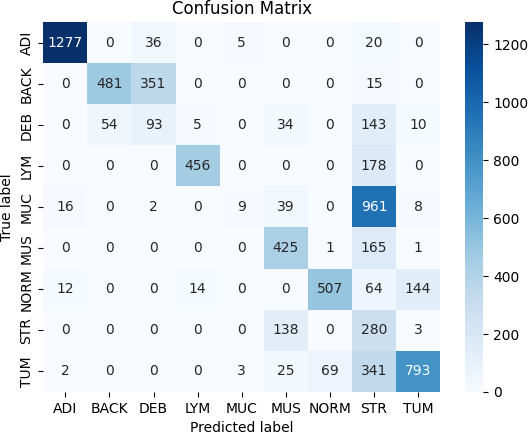 Confusion Matrix
True label
ADI 1277 0 36 0 5 0 0 20 0
BACK 0 481 351 0 0 0 0 15 0
DEB 0 54 93 5 0 34 0 143 10
LYM 0 0 0 456 0 0 0 178 0
MUC 16 0 2 0 9 39 0 961 8
MUS 0 0 0 0 0 425 1 165 1
NORM 12 0 0 14 0 0 507 64 144
STR 0 0 0 0 0 138 0 280 3
TUM 2 0 0 0 3 25 69 341 793
ADI BACK DEB LYM MUC MUS NORM STR TUM
Predicted label
1200
1000
800
600
400
200
0